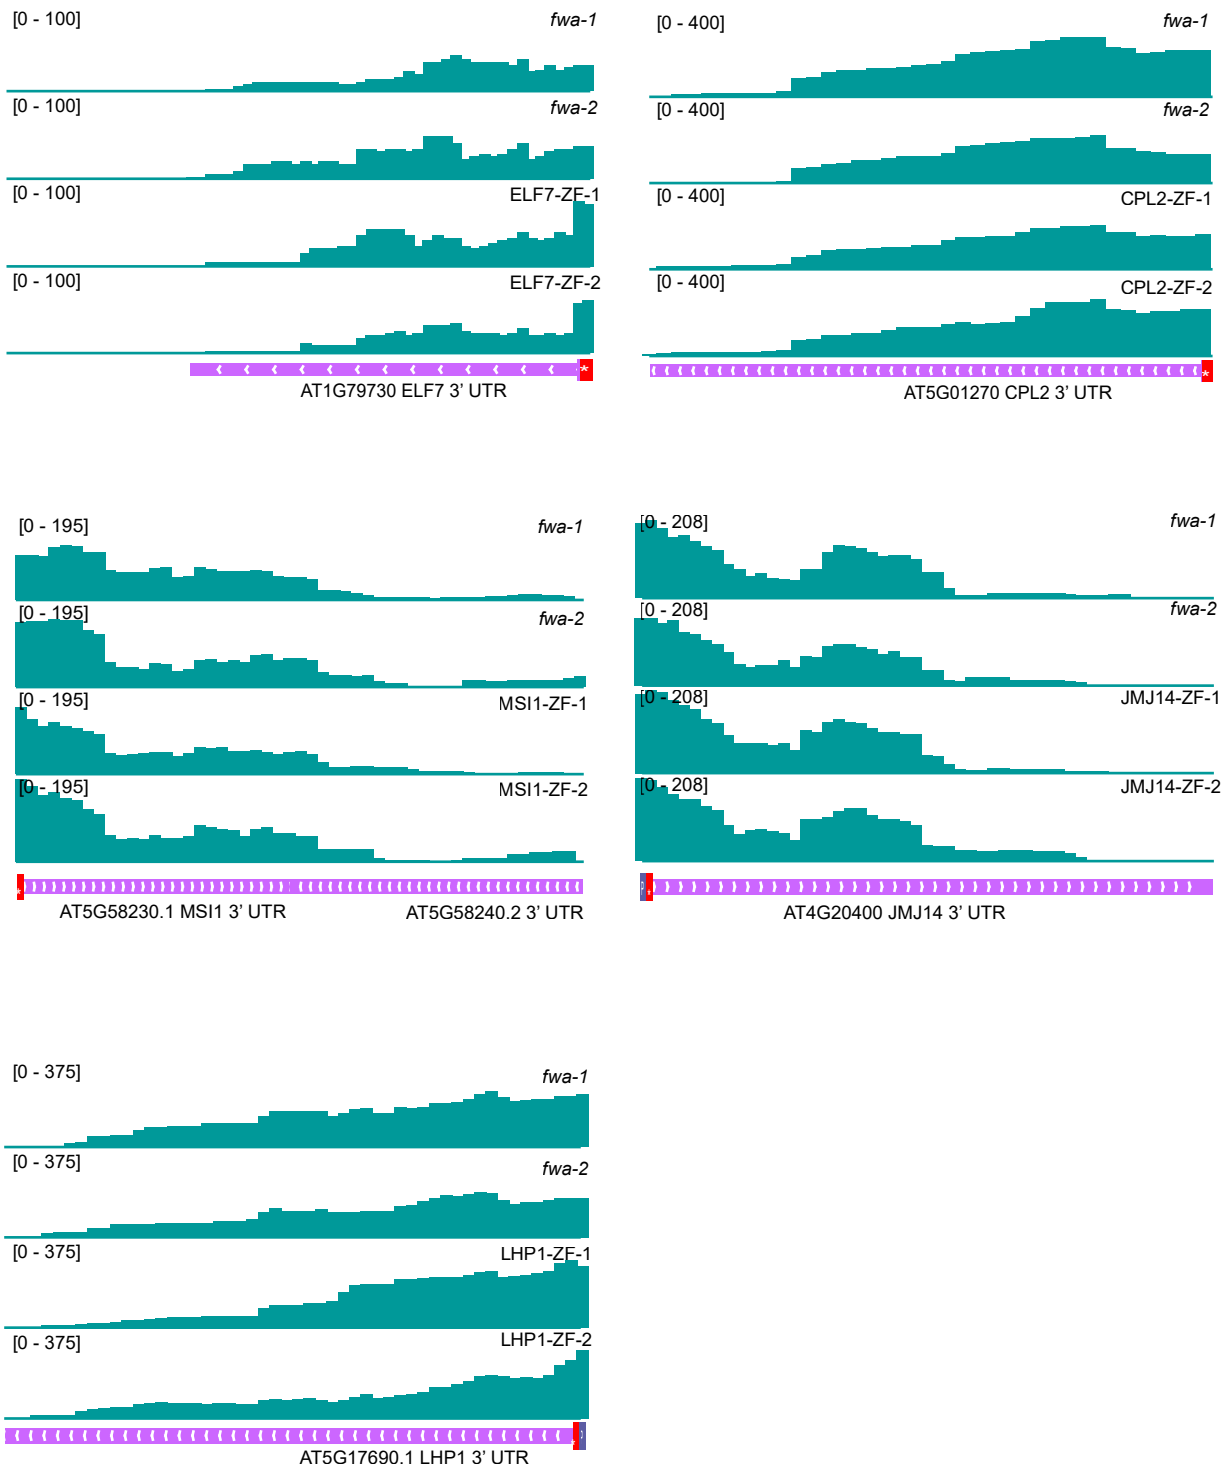 [0 - 100] fwa-1
[0 - 100] fwa-2
[0 - 100] ELF7-ZF-1
[0 - 100] ELF7-ZF-2
*
AT1G79730 ELF7 3’ UTR
[0 - 400] fwa-1
[0 - 400] fwa-2
[0 - 400] CPL2-ZF-1
[0 - 400] CPL2-ZF-2
*
AT5G01270 CPL2 3’ UTR
[0 - 195] fwa-1
[0 - 195] fwa-2
[0 - 195] MSI1-ZF-1
[0 - 195] MSI1-ZF-2
*
AT5G58230.1 MSI1 3’ UTR AT5G58240.2 3’ UTR
[0 - 208] fwa-1
[0 - 208] fwa-2
[0 - 208] JMJ14-ZF-1
[0 - 208] JMJ14-ZF-2
AT4G20400 JMJ14 3’ UTR
[0 - 375] fwa-1
[0 - 375] fwa-2
[0 - 375] LHP1-ZF-1
[0 - 375] LHP1-ZF-2
AT5G17690.1 LHP1 3’ UTR